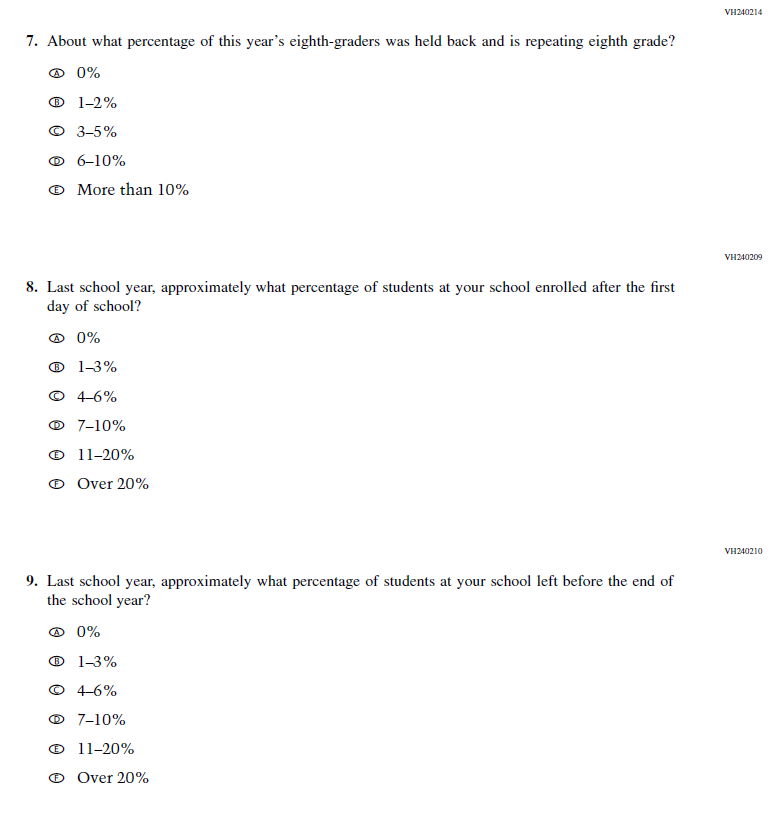 VH240214
7. About what percentage of this year’s eighth-graders was held back and is repeating eighth grade?
Ⓐ 0%
Ⓑ 1–2%
Ⓒ 3–5%
Ⓓ 6–10%
Ⓔ More than 10%
VH240209
8. Last school year, approximately what percentage of students at your school enrolled after the first
day of school?
Ⓐ 0%
Ⓑ 1–3%
Ⓒ 4–6%
Ⓓ 7–10%
Ⓔ 11–20%
Ⓕ Over 20%
VH240210
9. Last school year, approximately what percentage of students at your school left before the end of
the school year?
Ⓐ 0%
Ⓑ 1–3%
Ⓒ 4–6%
Ⓓ 7–10%
Ⓔ 11–20%
Ⓕ Over 20%